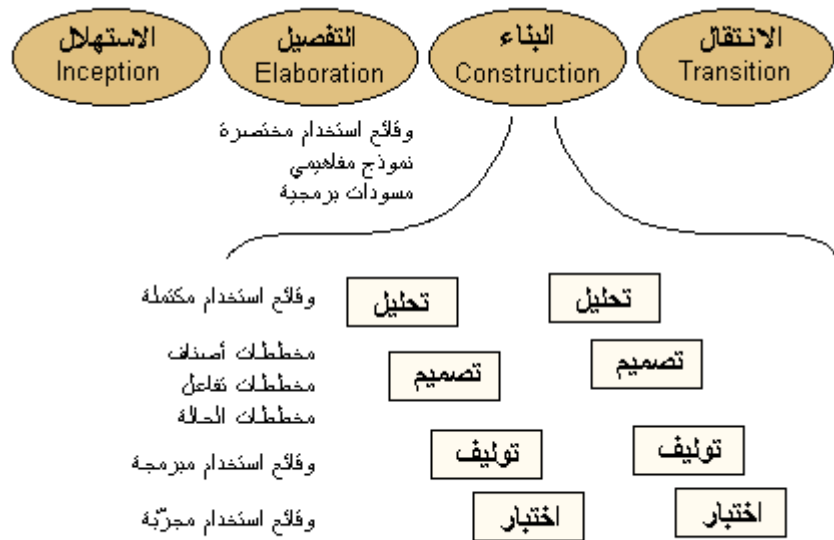 الاستهلال
Inception
التفصيل
Elaboration
البناء
Construction
الانتقال
Transition
وقائع استخدام مختصرة
نموذج مفاهيمي
مسودات برمجية
وقائع استخدام مكتملة
تحليل
تحليل
مخططات أصناف
مخططات تفاعل
مخططات الحالة
تصميم
تصميم
وقائع استخدام مبرمجة
توليف
توليف
وقائع استخدام مجرّبة
اختبار
اختبار